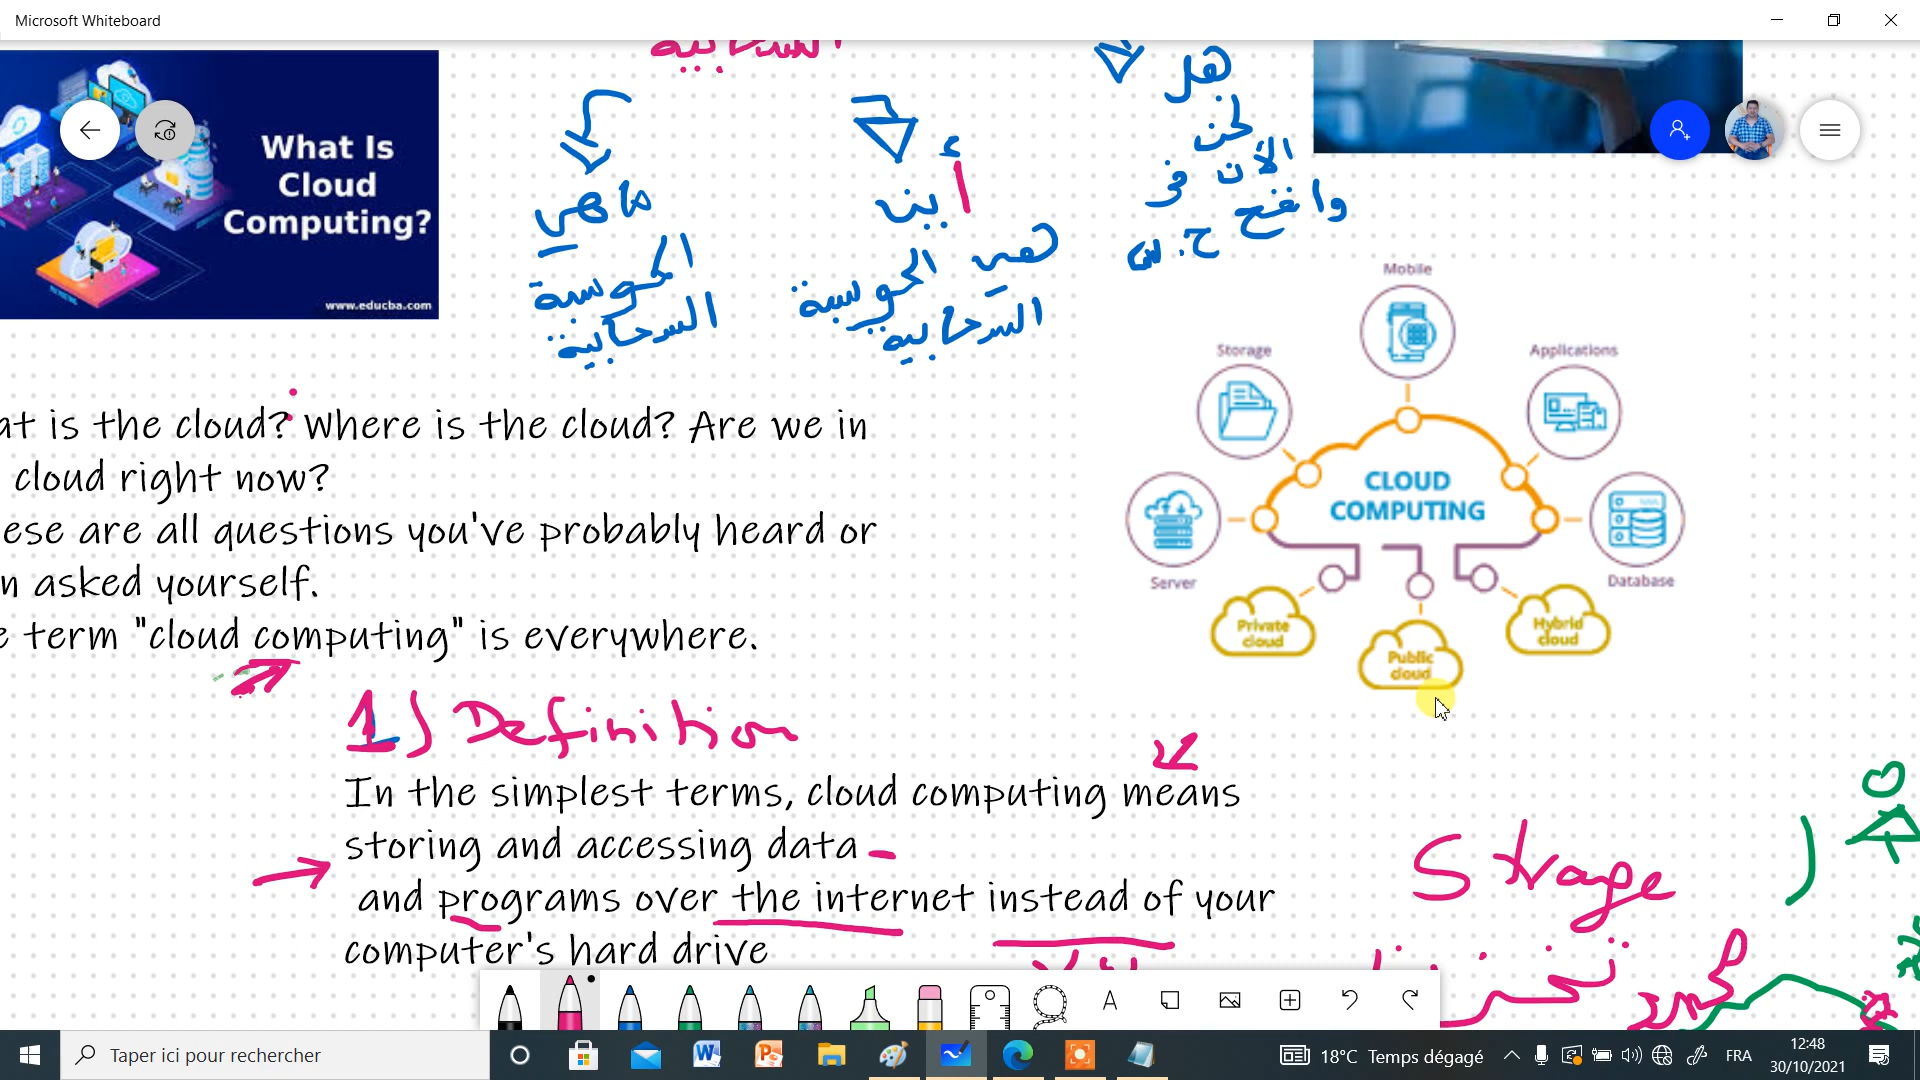 Microsoft Whiteboard
السحابية
What Is
Cloud
Computing?
www.educba.com
ما هي
الحوسبة
السحابية
أين
هي الحوسبة
السحابية
هل
نحن
الآن في
ح. س
at is the cloud? Where is the cloud? Are we in
cloud right now?
ese are all questions you've probably heard or
n asked yourself.
e term "cloud computing" is everywhere.
Mobile
Storage
Applications
CLOUD
COMPUTING
Server
Database
Private
cloud
Public
cloud
Hybrid
cloud
1) Definition
In the simplest terms, cloud computing means
storing and accessing data
and programs over the internet instead of your
computer's hard drive
Storage
Taper ici pour rechercher
18°C Temps dégagé
FRA
12:48
30/10/2021